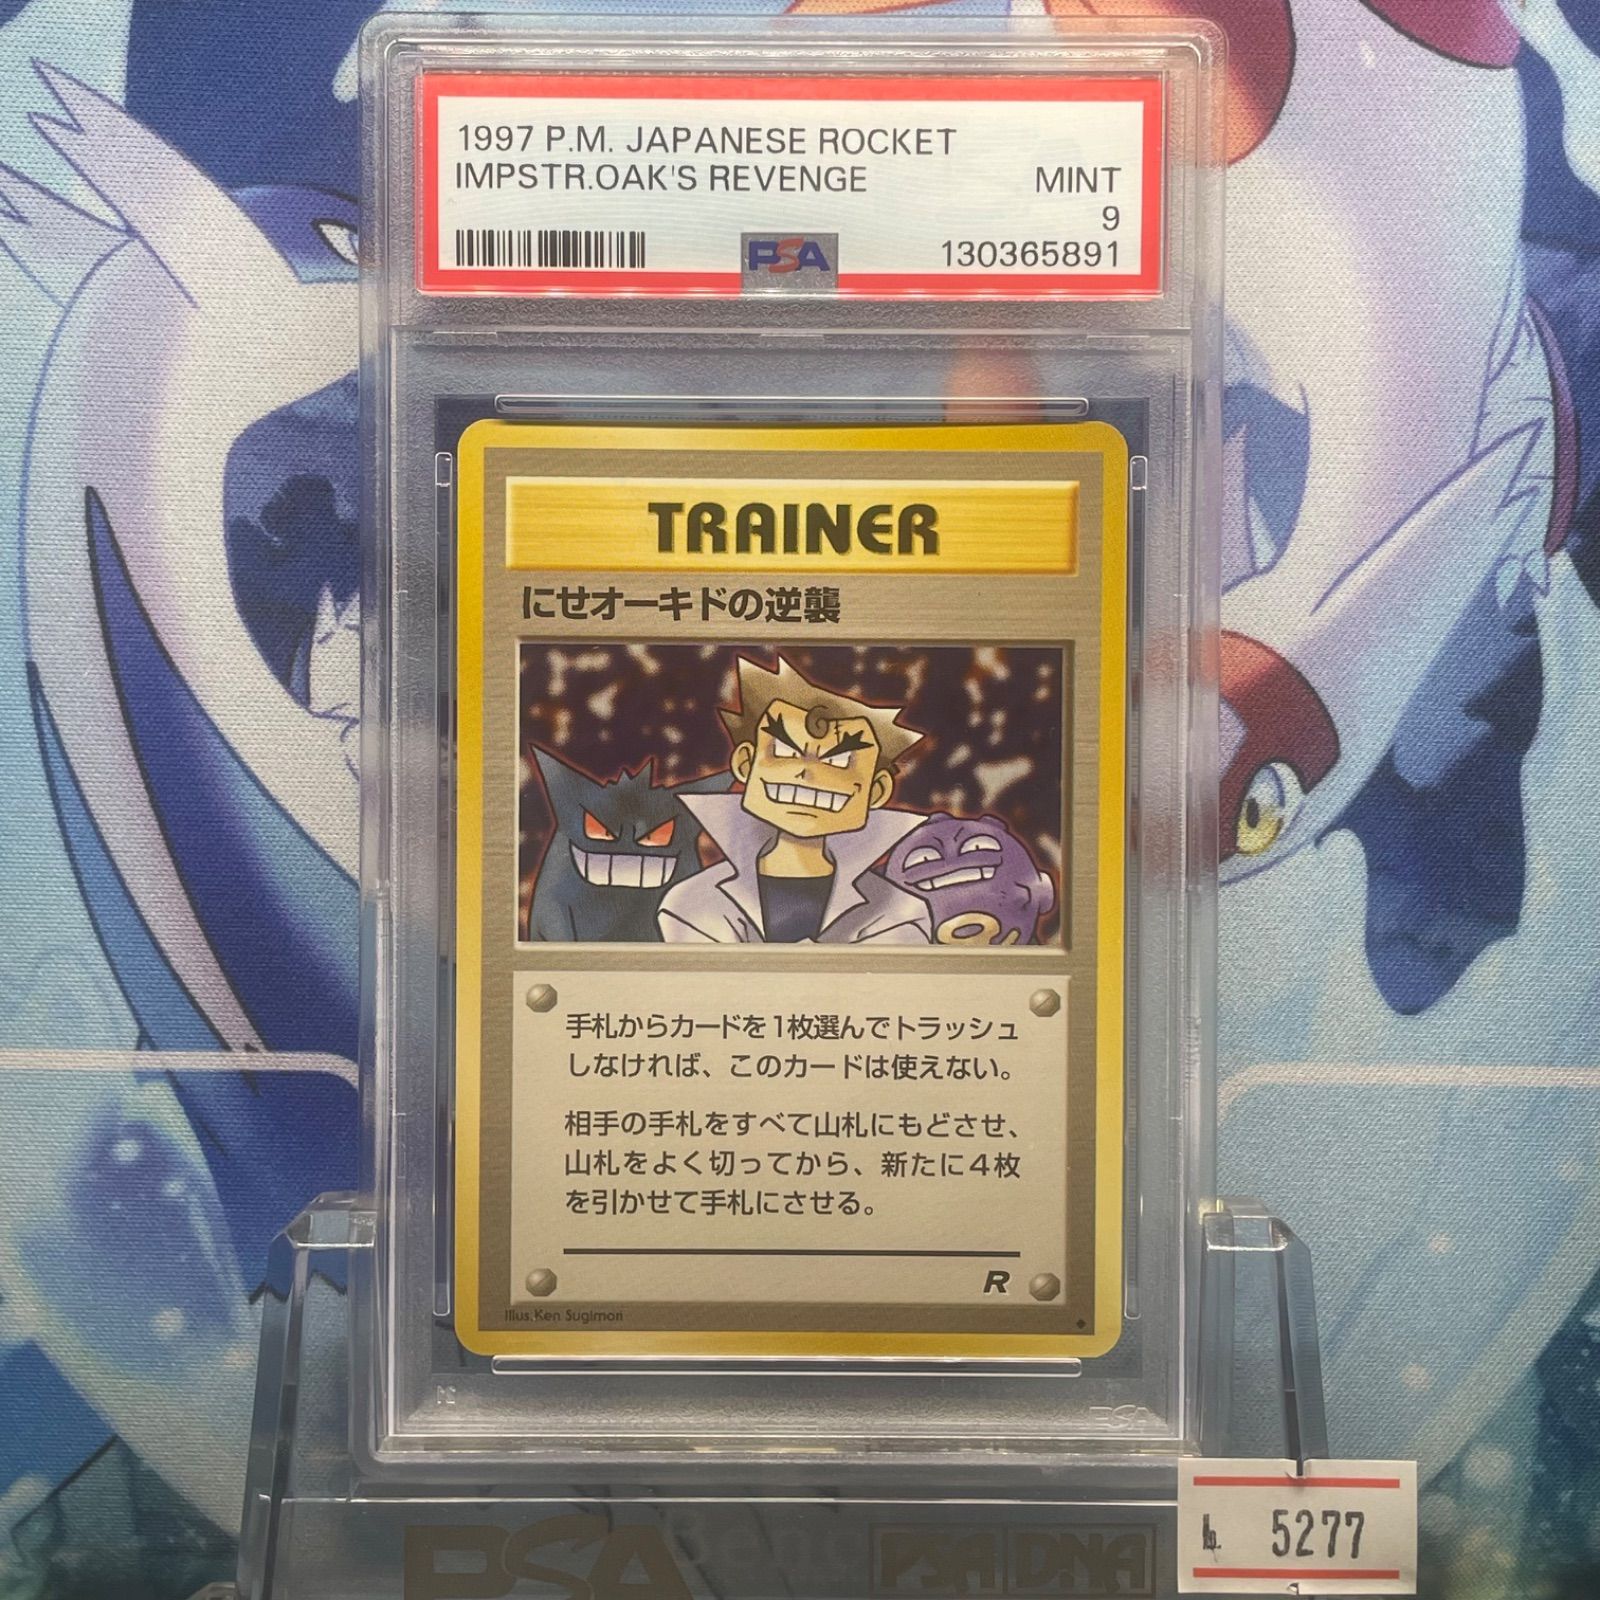 1997 P.M. JAPANESE ROCKET
IMPSTR.OAK'S REVENGE MINT
9
PSA 130365891
TRAINER
にせオーキドの逆襲
手札からカードを1枚選んでトラッシュ
しなければ、このカードは使えない。
相手の手札をすべて山札にもどさせ、
山札をよく切ってから、新たに4枚
を引かせて手札にさせる。
R
Illus.Ken Sugimori
PSA
PSA PSA DNA
5277